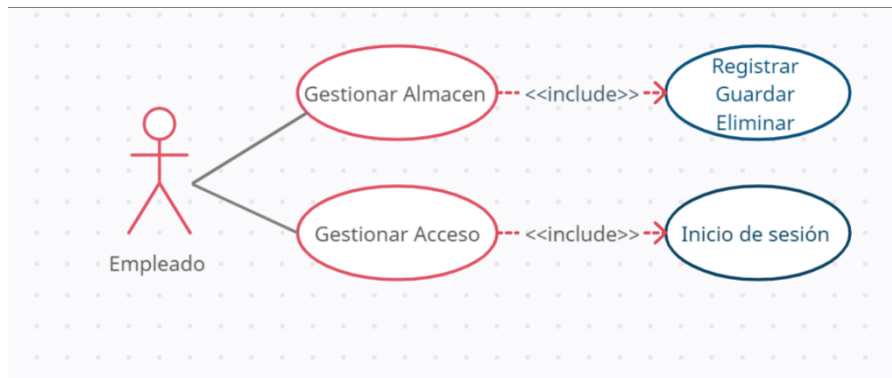 Gestionar Almacen
<<include>>
Registrar
Guardar
Eliminar
Empleado
Gestionar Acceso
<<include>>
Inicio de sesión